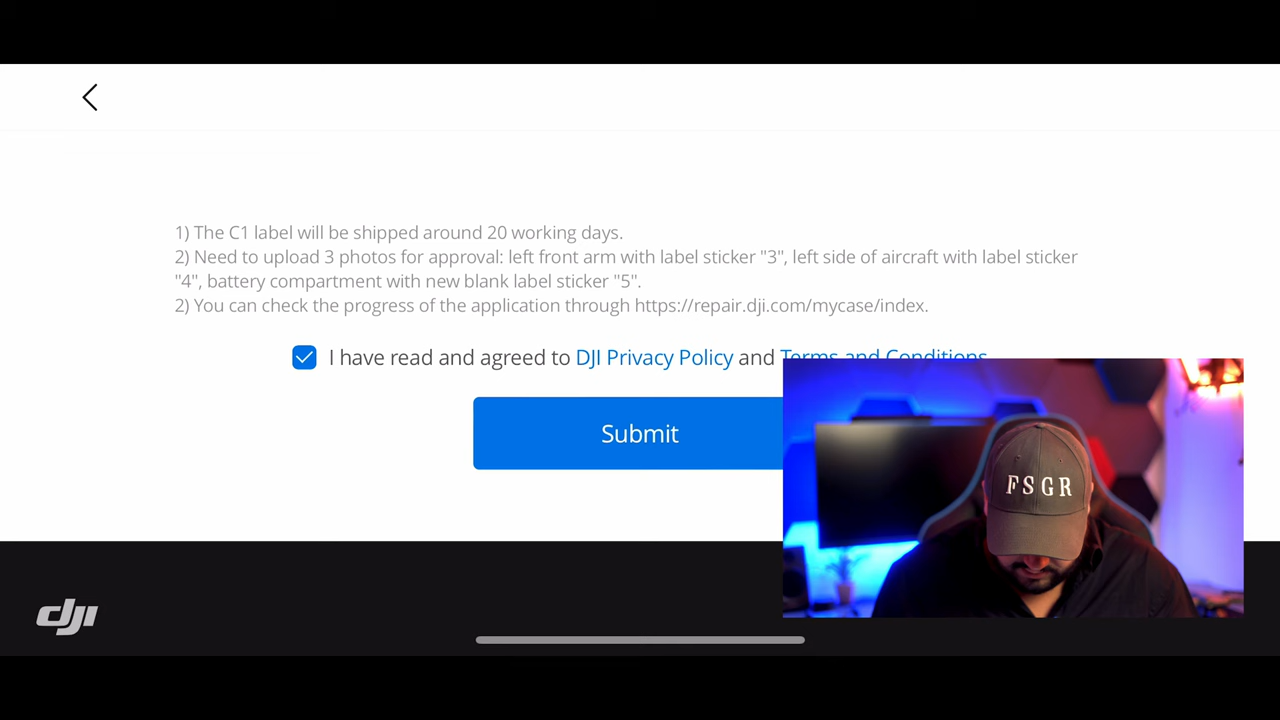 1) The C1 label will be shipped around 20 working days.
2) Need to upload 3 photos for approval: left front arm with label sticker "3", left side of aircraft with label sticker
"4", battery compartment with new blank label sticker "5".
2) You can check the progress of the application through https://repair.dji.com/mycase/index.
I have read and agreed to DJI Privacy Policy and Terms and Conditions
Submit
FSGR
dji